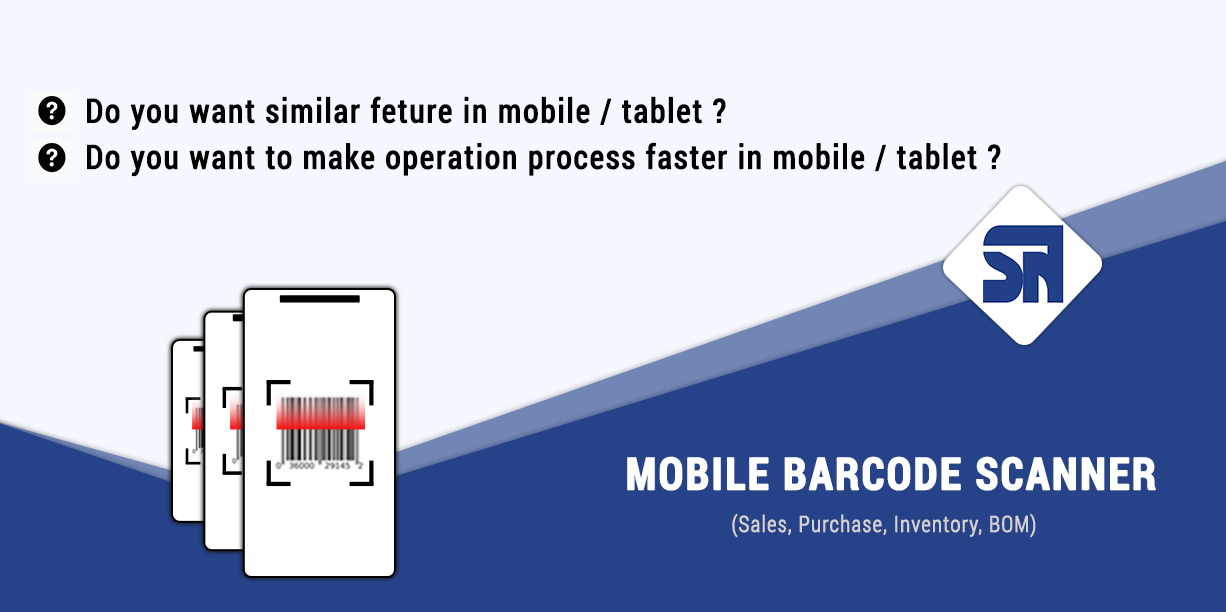 Do you want similar feture in mobile / tablet ?
Do you want to make operation process faster in mobile / tablet ?
0 36000 29145 2
MOBILE BARCODE SCANNER
(Sales, Purchase, Inventory, BOM)